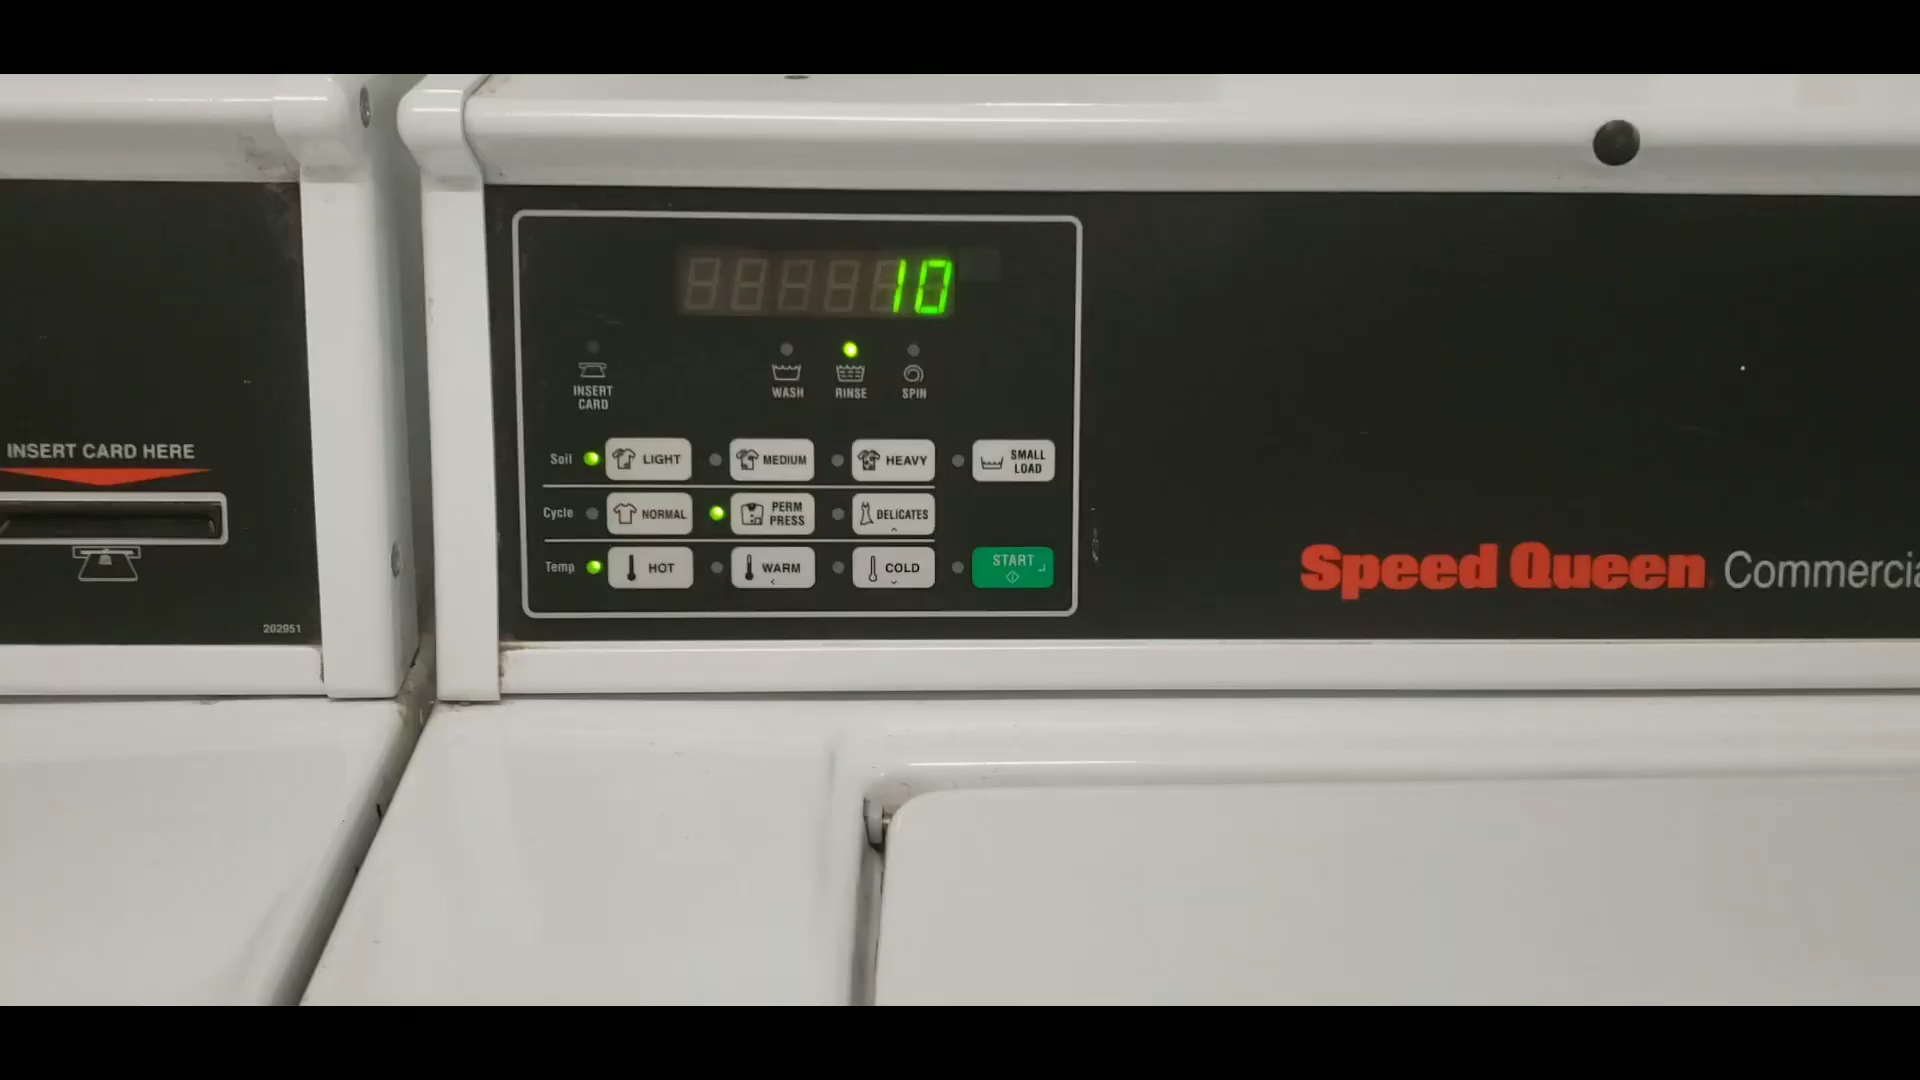 INSERT CARD HERE
202951
10
INSERT
CARD
WASH
RINSE
SPIN
Soil
LIGHT
MEDIUM
HEAVY
SMALL
LOAD
Cycle
NORMAL
PERM
PRESS
DELICATES
Temp
HOT
WARM
COLD
START
Speed Queen Commercia